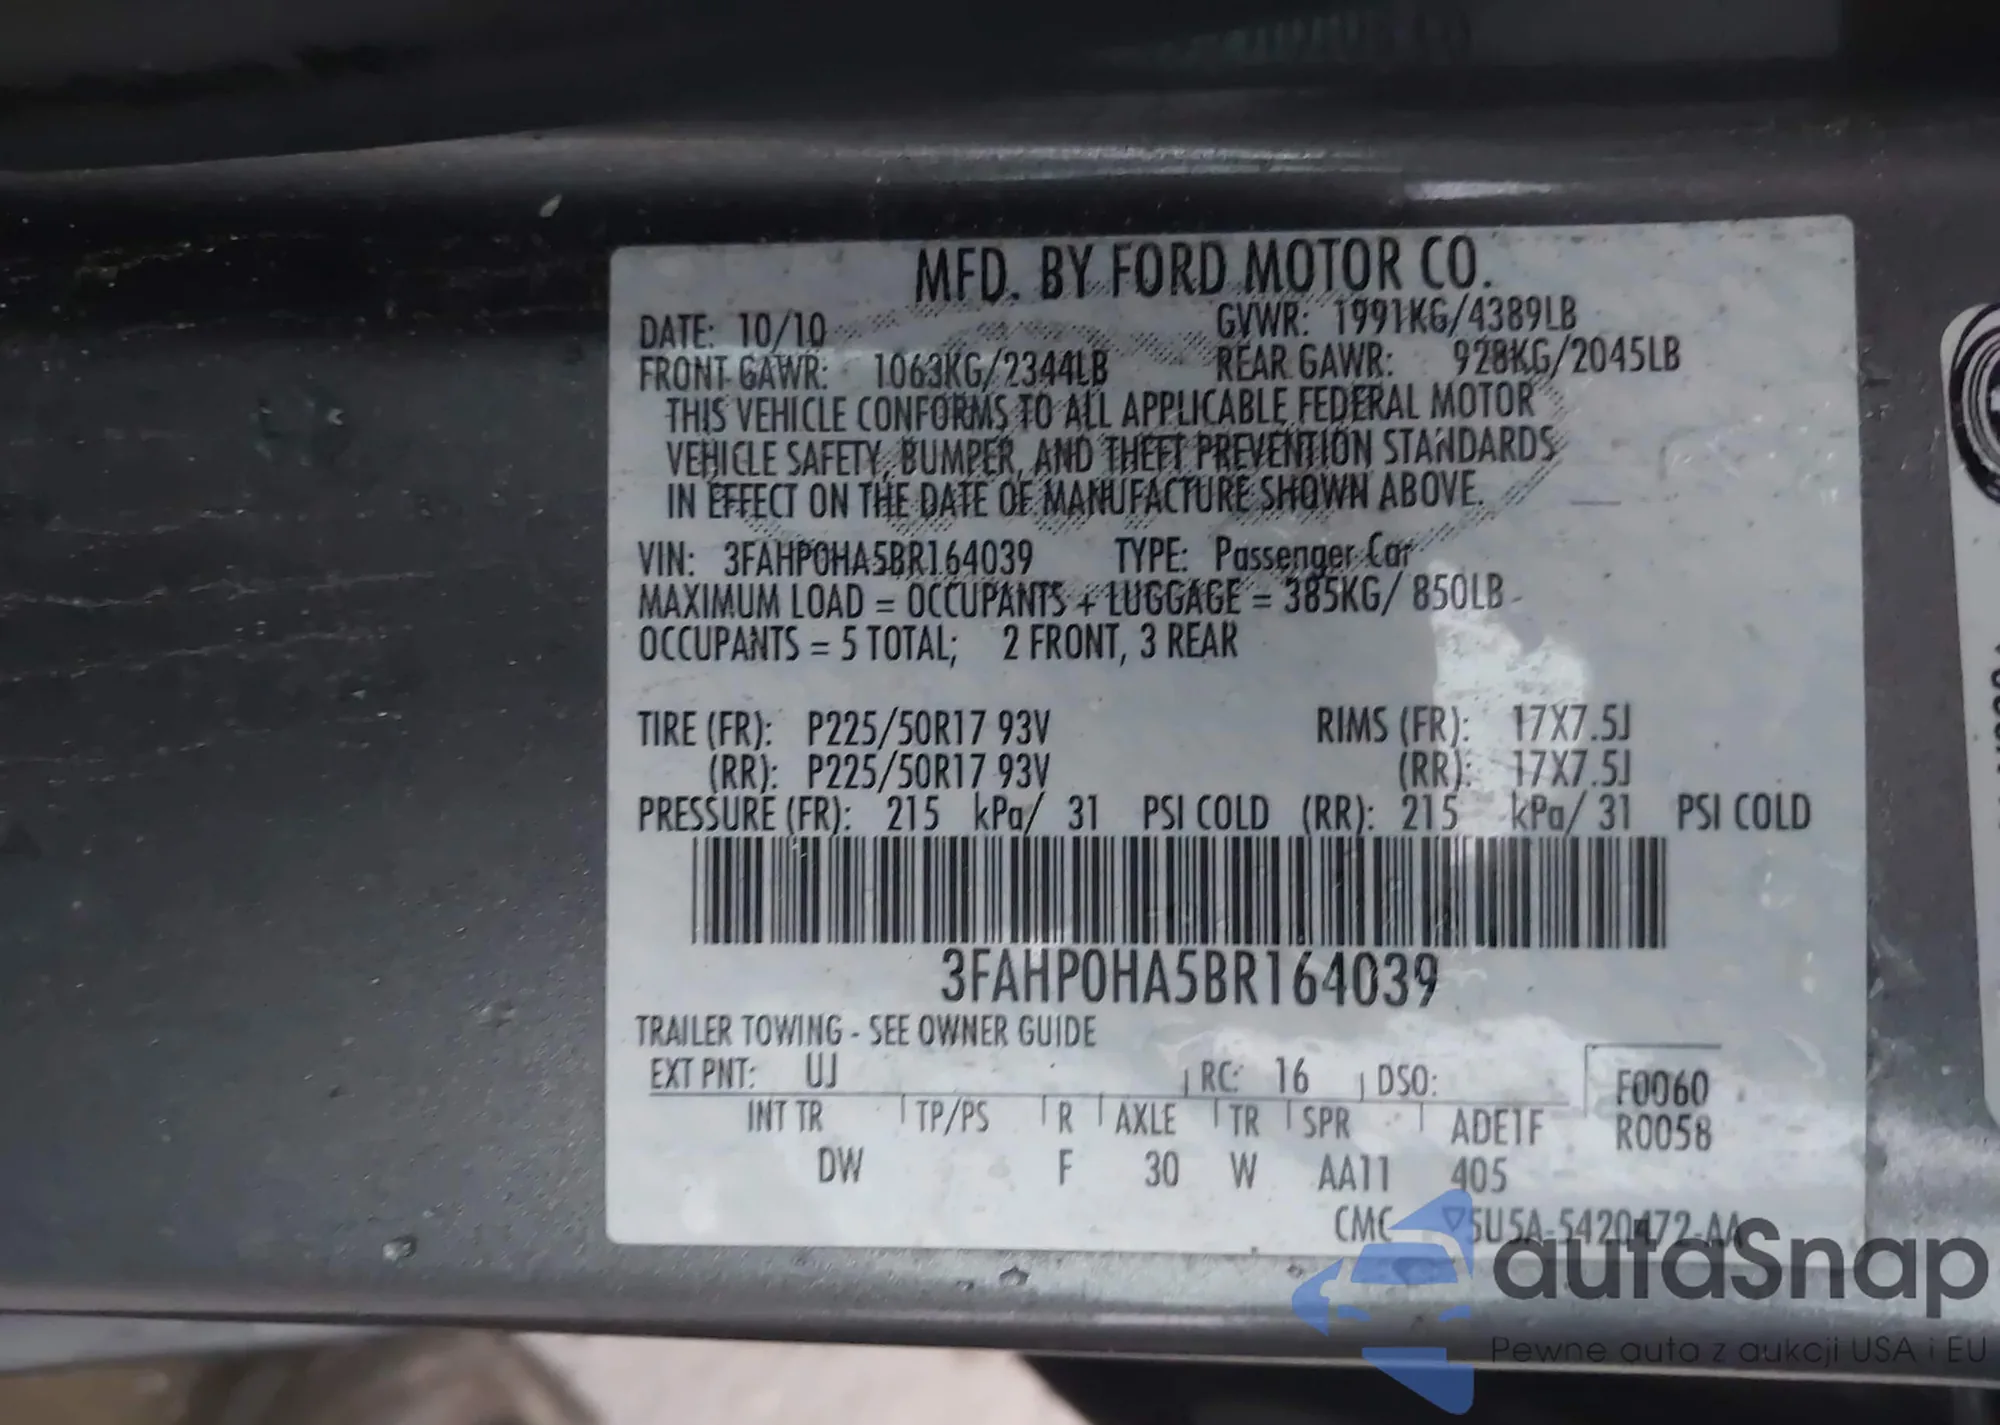 MFD. BY FORD MOTOR CO.
DATE: 10/10 GVWR: 1991KG/4389LB
FRONT GAWR: 1063KG/2344LB REAR GAWR: 928KG/2045LB
THIS VEHICLE CONFORMS TO ALL APPLICABLE FEDERAL MOTOR
VEHICLE SAFETY, BUMPER, AND THEFT PREVENTION STANDARDS
IN EFFECT ON THE DATE OF MANUFACTURE SHOWN ABOVE.
VIN: 3FAHP0HA5BR164039 TYPE: Passenger Car
MAXIMUM LOAD = OCCUPANTS + LUGGAGE = 385KG/ 850LB
OCCUPANTS = 5 TOTAL; 2 FRONT, 3 REAR
TIRE (FR): P225/50R17 93V RIMS (FR): 17X7.5J
(RR): P225/50R17 93V (RR): 17X7.5J
PRESSURE (FR): 215 kPa/ 31 PSI COLD (RR): 215 kPa/ 31 PSI COLD
3FAHP0HA5BR164039
TRAILER TOWING - SEE OWNER GUIDE
EXT PNT: UJ RC: 16 DSO: F0060
INT TR TP/PS R AXLE TR SPR ADE1F R0058
DW F 30 W AA11 405
CMC ▽5U5A-5420472-AA
autaSnap
Pewne auta z aukcji USA i EU